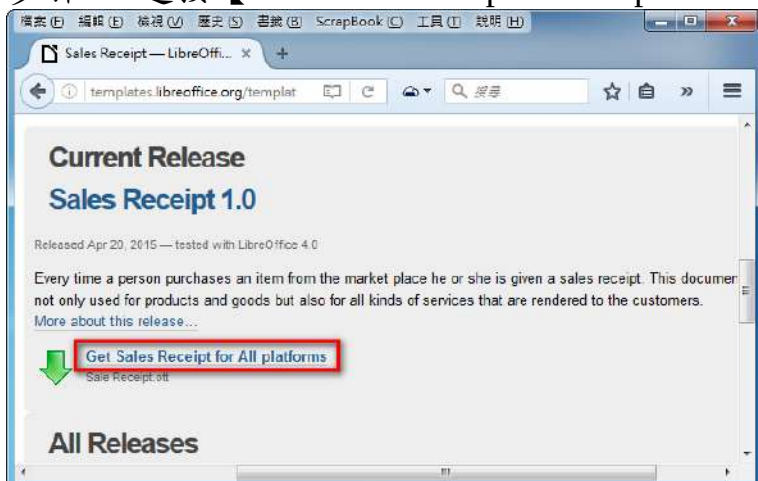 檔案(F) 編輯(E) 檢視(V) 歷史(S) 書籤(B) ScrapBook(C) 工具(T) 說明(H)
Sales Receipt — LibreOffi... × +
templates.libreoffice.org/templat 搜尋 »
Current Release
Sales Receipt 1.0
Released Apr 20, 2015 — tested with LibreOffice 4.0
Every time a person purchases an item from the market place he or she is given a sales receipt. This documer
not only used for products and goods but also for all kinds of services that are rendered to the customers.
More about this release...
Get Sales Receipt for All platforms
Sale Receipt.ott
All Releases